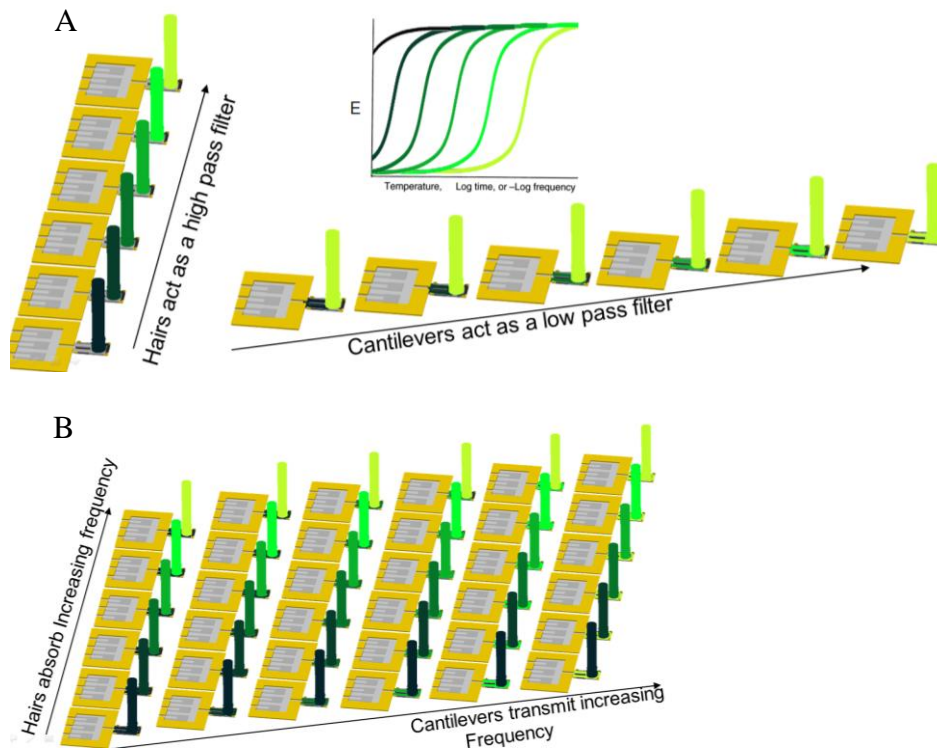 A
Hairs act as a high pass filter
E
Temperature, Log time, or –Log frequency
Cantilevers act as a low pass filter
B
Hairs absorb Increasing frequency
Cantilevers transmit increasing
Frequency